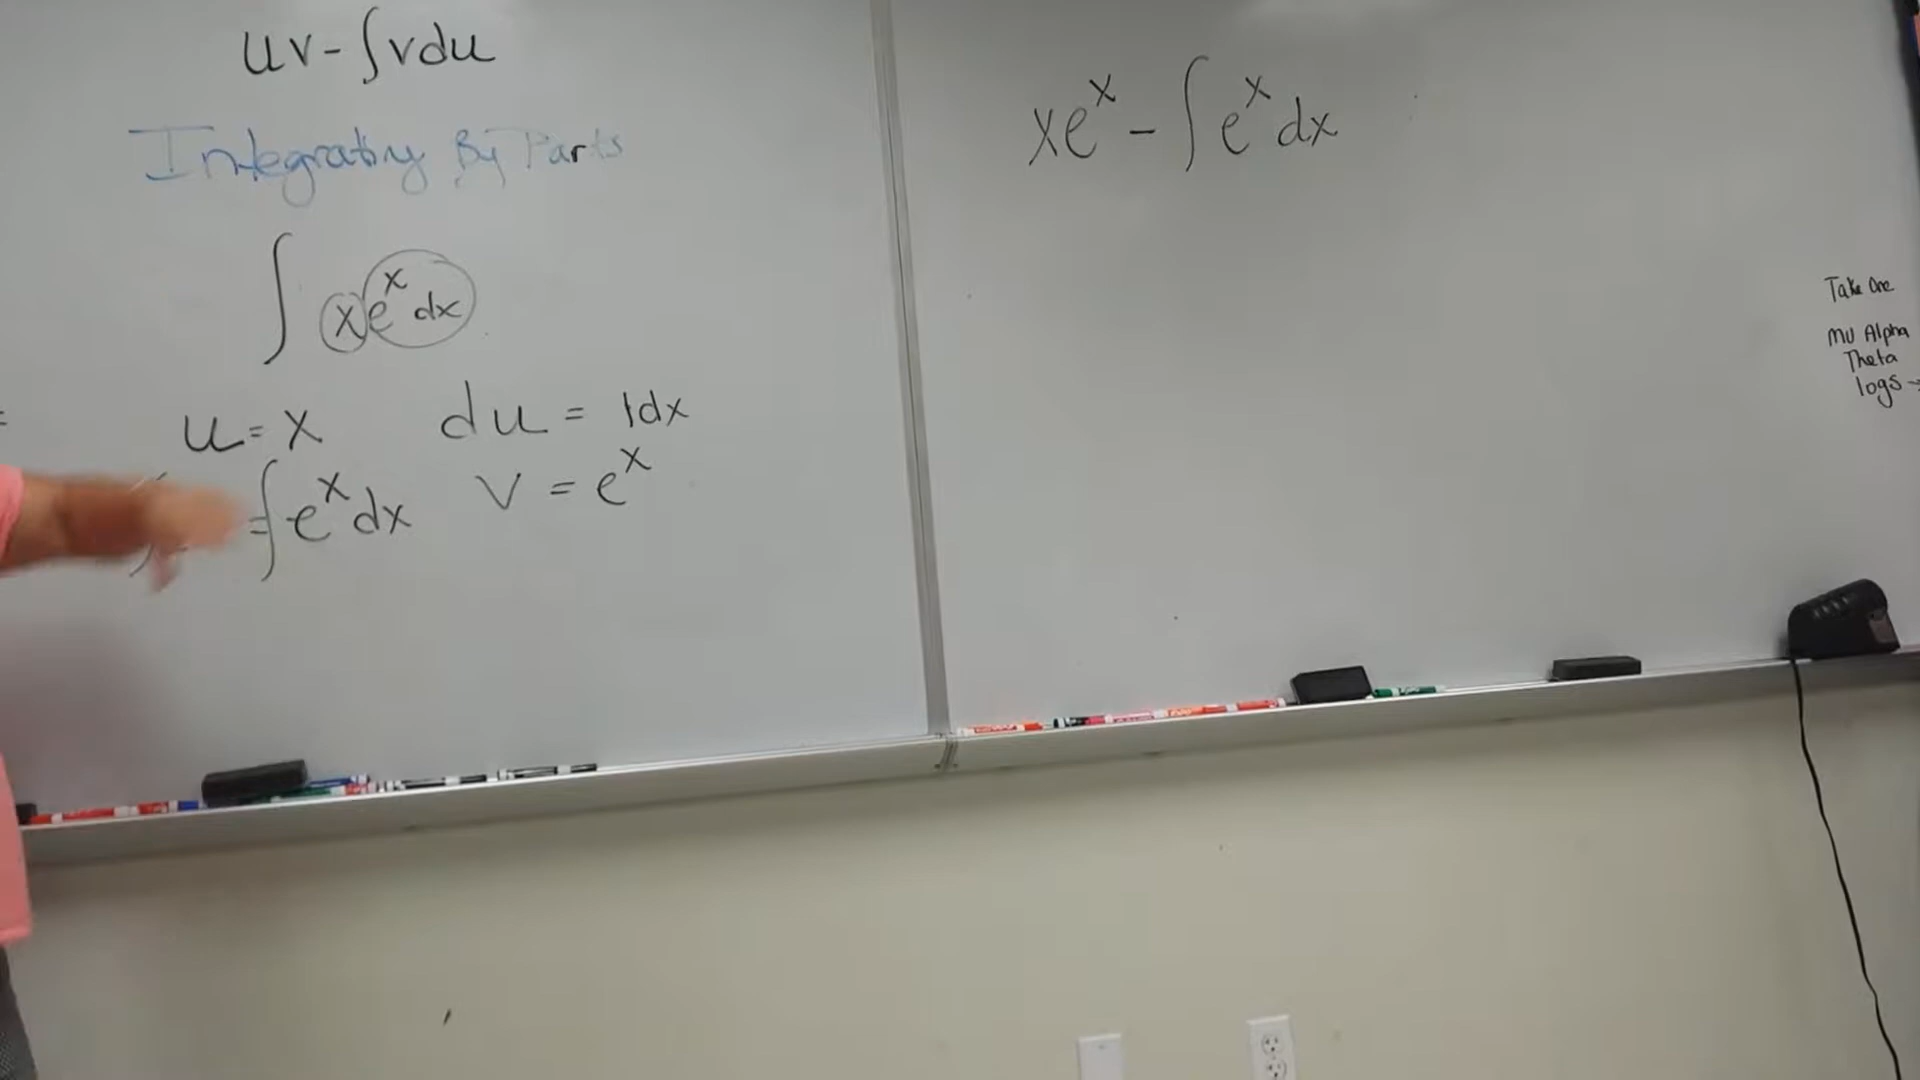 uv-∫vdu
Integrating By Parts
∫xe^x dx
u=x du = 1dx
=∫e^x dx v = e^x
xe^x - ∫e^x dx
Take One
MU Alpha
Theta
logs →